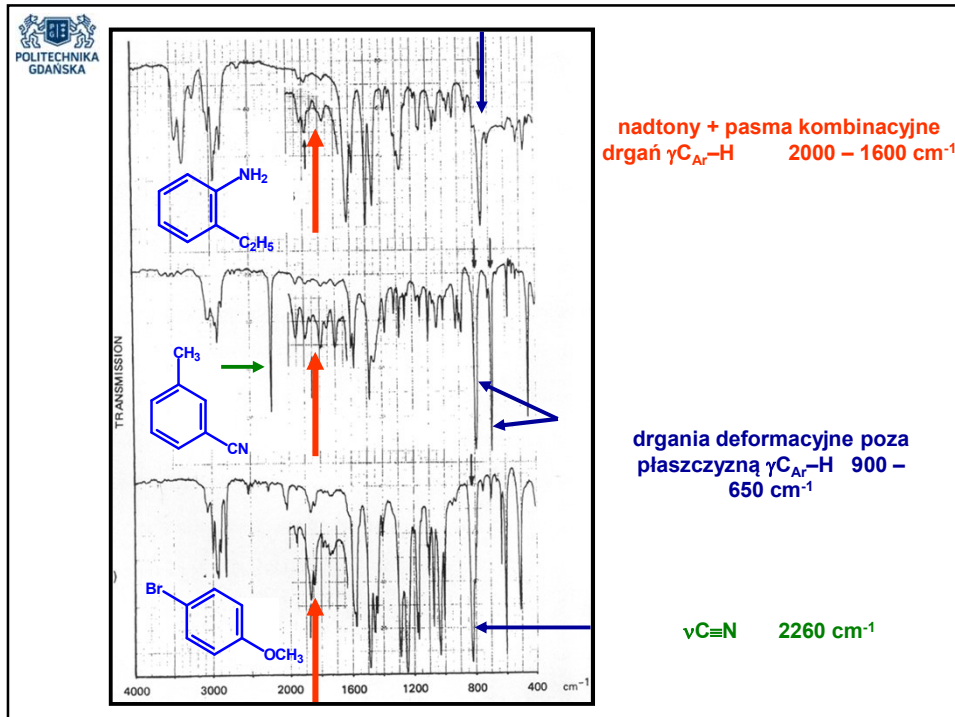 POLITECHNIKA
GDAŃSKA
nadtony + pasma kombinacyjne
drgań γC_Ar–H 2000 – 1600 cm⁻¹
NH₂
C₂H₅
TRANSMISSION
CH₃
CN
drgania deformacyjne poza
płaszczyzną γC_Ar–H 900 –
650 cm⁻¹
Br
OCH₃
νC≡N 2260 cm⁻¹
4000 3000 2000 1600 1200 800 400 cm⁻¹